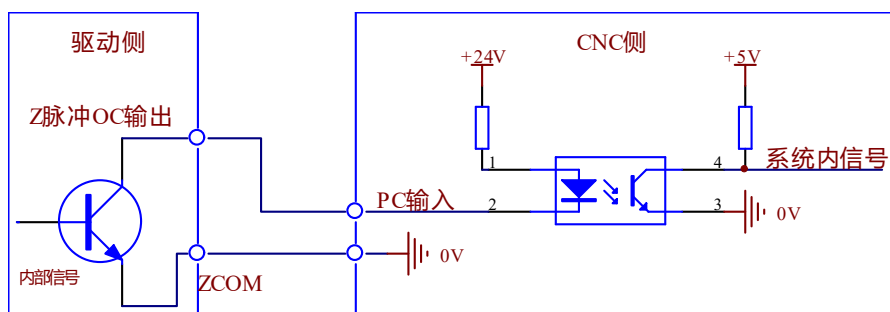 驱动侧
CNC侧
+24V
+5V
Z脉冲OC输出
1
4
系统内信号
PC输入
2
3
0V
内部信号
ZCOM
0V